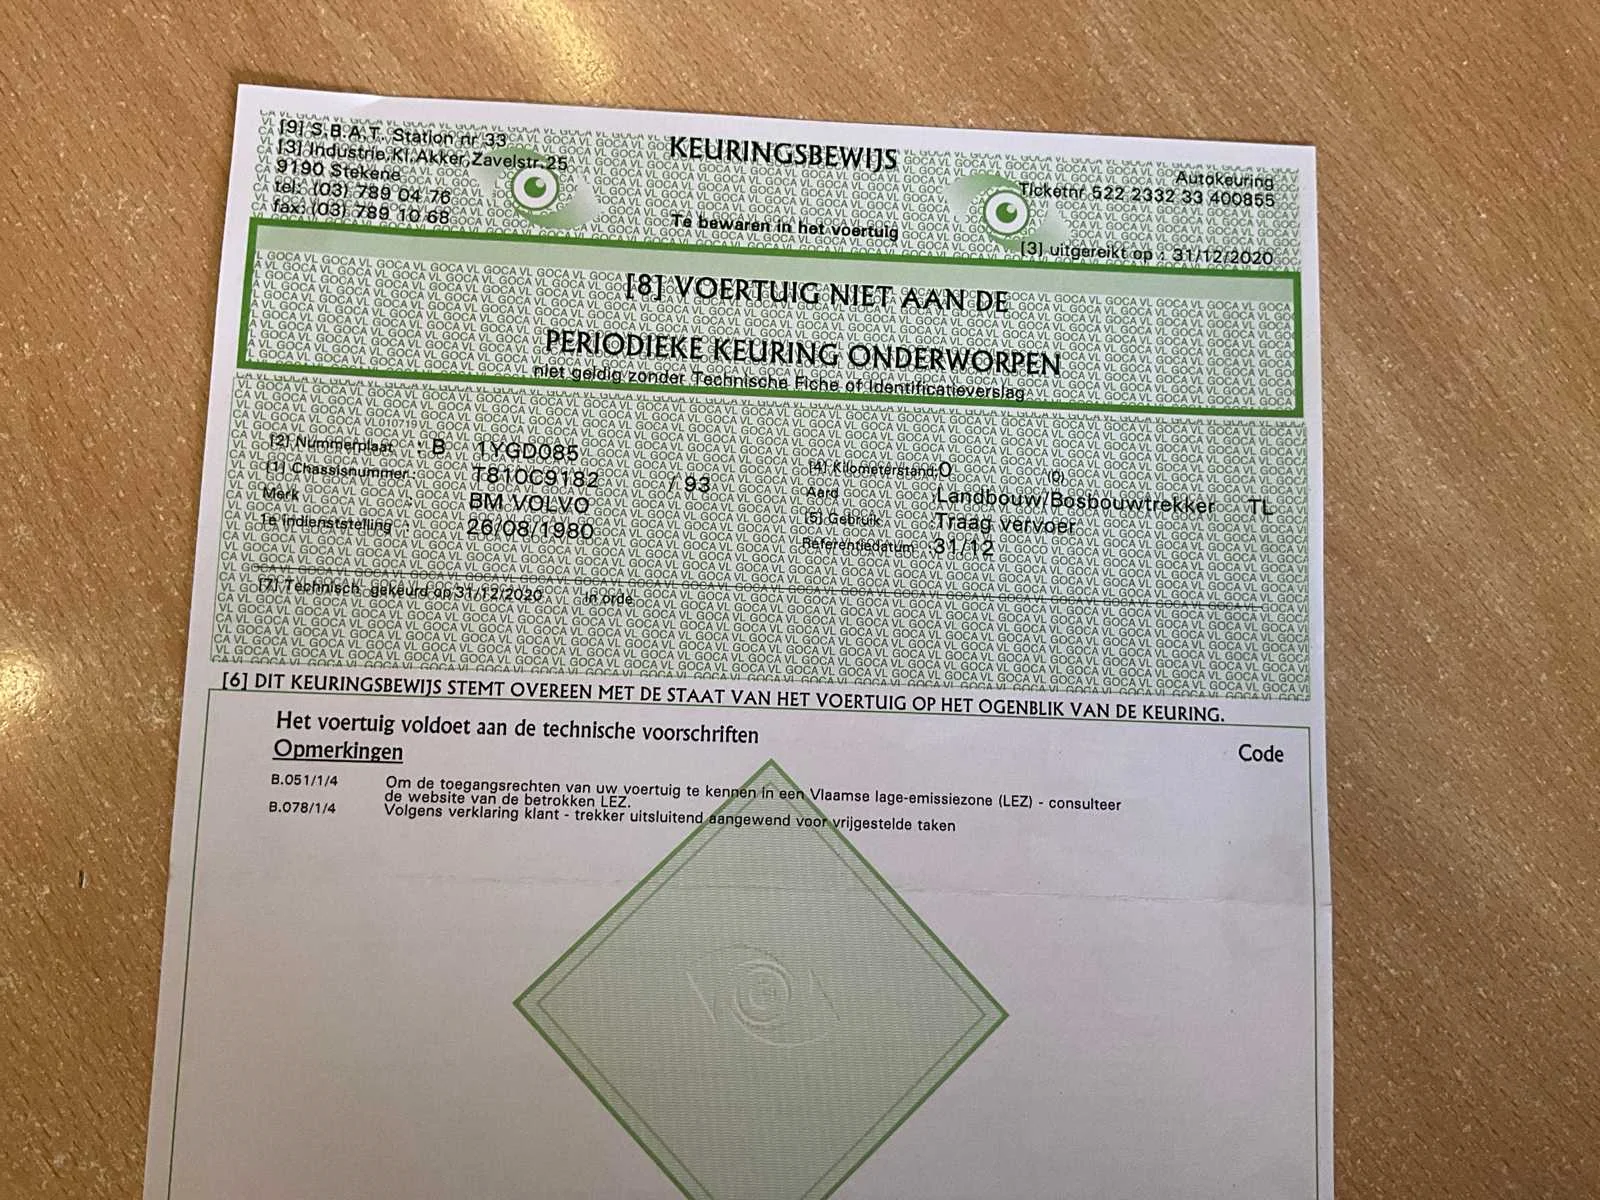 [9] S.B.A.T. Station nr 33
[3] Industrie.Kl.Akker,Zavelstr.25
9190 Stekene
tel: (03) 789 04 76
fax: (03) 789 10 68
KEURINGSBEWIJS
Te bewaren in het voertuig
Autokeuring
Ticketnr 522 2332 33 400855
[3] uitgereikt op : 31/12/2020
[8] VOERTUIG NIET AAN DE
PERIODIEKE KEURING ONDERWORPEN
niet geldig zonder Technische Fiche of Identificatieverslag
[2] Nummerplaat : B 1YGD085
[1] Chassisnummer: T810C9182 / 93
Merk : BM VOLVO
1e indienststelling : 26/08/1980
[4] Kilometerstand:0 (0)
Aard :Landbouw/Bosbouwtrekker TL
[5] Gebruik :Traag vervoer
Referentiedatum :31/12
[7] Technisch gekeurd op 31/12/2020 in orde
[6] DIT KEURINGSBEWIJS STEMT OVEREEN MET DE STAAT VAN HET VOERTUIG OP HET OGENBLIK VAN DE KEURING.
Het voertuig voldoet aan de technische voorschriften
Opmerkingen Code
B.051/1/4 Om de toegangsrechten van uw voertuig te kennen in een Vlaamse lage-emissiezone (LEZ) - consulteer
de website van de betrokken LEZ.
B.078/1/4 Volgens verklaring klant - trekker uitsluitend aangewend voor vrijgestelde taken